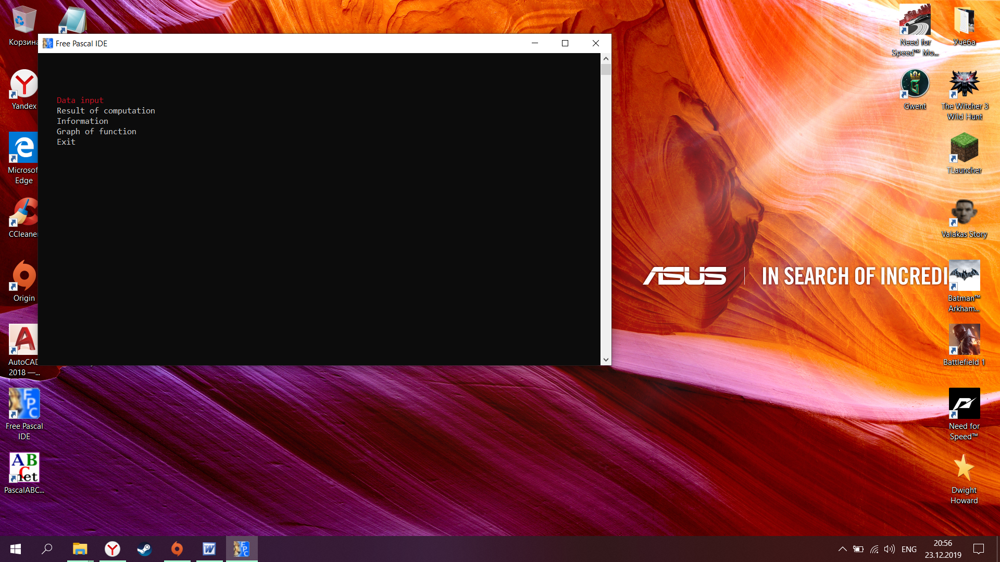 Корзина
Free Pascal IDE
Data input
Result of computation
Information
Graph of function
Exit
Yandex
Microsof
Edge
CCleaner
Origin
AutoCAD
2018 —...
Free Pascal
IDE
PascalABC...
Need for
Speed™ Mo...
Учёба
Gwent
The Witcher 3
Wild Hunt
TLauncher
Valakas Story
ASUS
IN SEARCH OF INCREDI
Batman™
Arkham...
Battlefield 1
Need for
Speed™
Dwight
Howard
ENG
20:56
23.12.2019